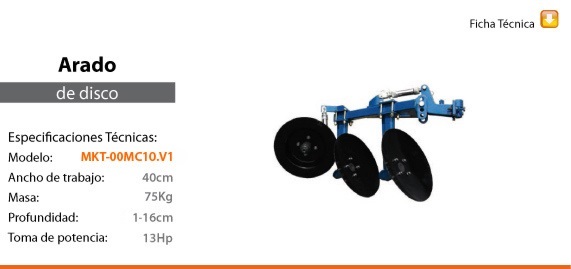 Ficha Técnica
Arado
de disco
Especificaciones Técnicas:
Modelo: MKT-00MC10.V1
Ancho de trabajo: 40cm
Masa: 75Kg
Profundidad: 1-16cm
Toma de potencia: 13Hp